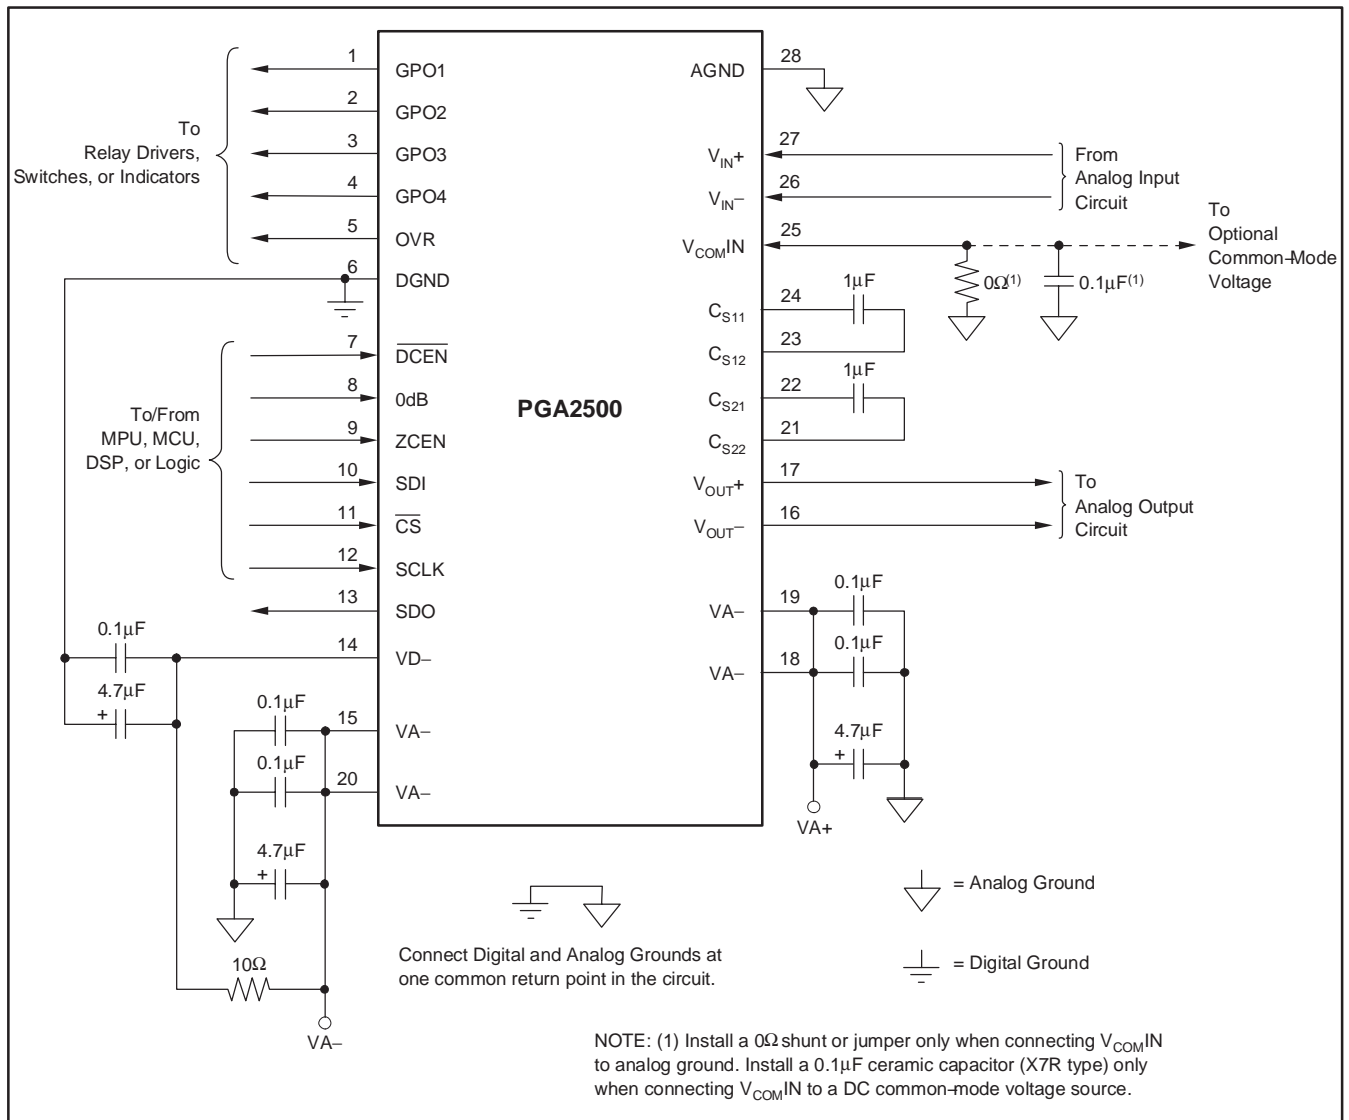 To
Relay Drivers,
Switches, or Indicators
1
GPO1
2
GPO2
3
GPO3
4
GPO4
5
OVR
6
DGND
To/From
MPU, MCU,
DSP, or Logic
7
DCEN
8
0dB
9
ZCEN
10
SDI
11
CS
12
SCLK
13
SDO
0.1μF
14
VD−
4.7μF
+
0.1μF
15
VA−
0.1μF
20
VA−
4.7μF
+
10Ω
VA−
PGA2500
AGND
28
VIN+
27
VIN−
26
From
Analog Input
Circuit
VCOMIN
25
To
Optional
Common−Mode
Voltage
0Ω(1)
0.1μF(1)
CS11
24
1μF
CS12
23
CS21
22
1μF
CS22
21
VOUT+
17
VOUT−
16
To
Analog Output
Circuit
VA−
19
0.1μF
VA−
18
0.1μF
4.7μF
+
VA+
Connect Digital and Analog Grounds at
one common return point in the circuit.
= Analog Ground
= Digital Ground
NOTE: (1) Install a 0Ω shunt or jumper only when connecting VCOMIN
to analog ground. Install a 0.1μF ceramic capacitor (X7R type) only
when connecting VCOMIN to a DC common−mode voltage source.